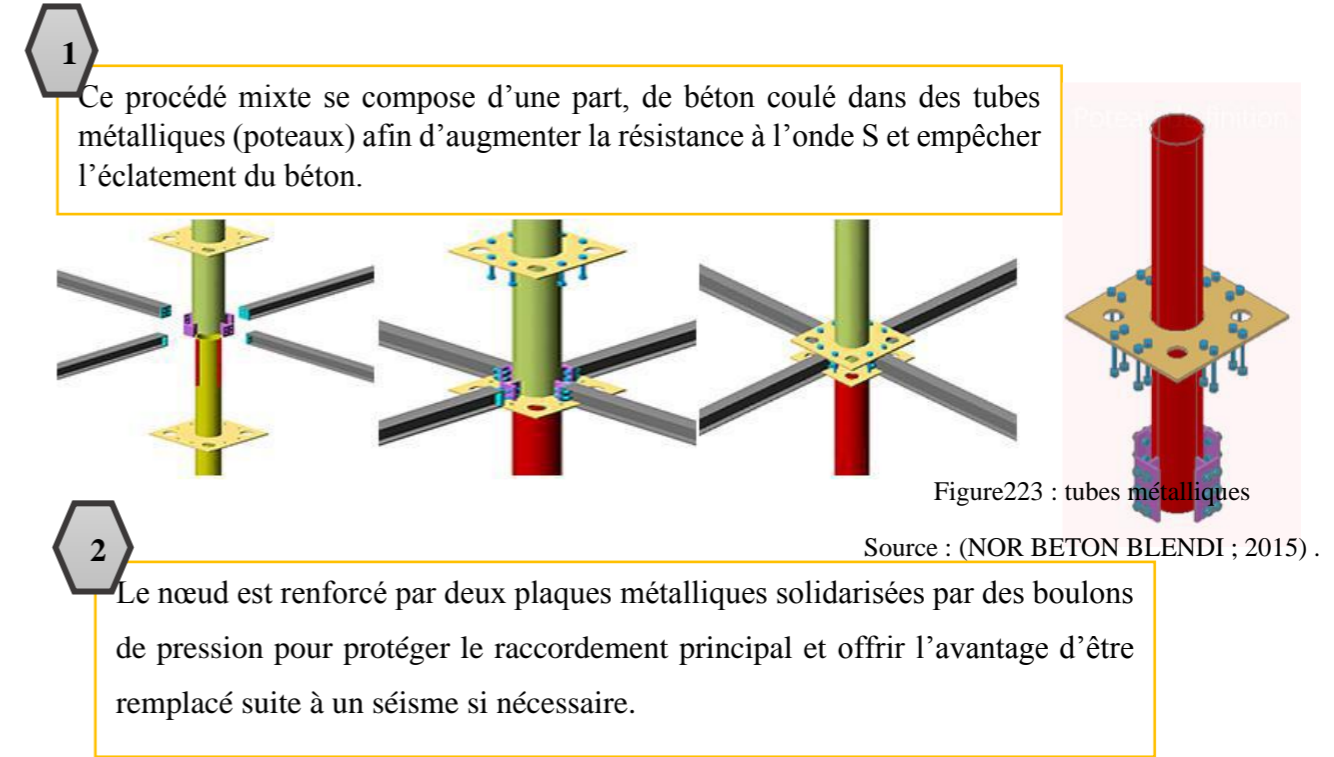 1
Ce procédé mixte se compose d’une part, de béton coulé dans des tubes
métalliques (poteaux) afin d’augmenter la résistance à l’onde S et empêcher
l’éclatement du béton.
Figure223 : tubes métalliques
Source : (NOR BETON BLENDI ; 2015) .
2
Le nœud est renforcé par deux plaques métalliques solidarisées par des boulons
de pression pour protéger le raccordement principal et offrir l’avantage d’être
remplacé suite à un séisme si nécessaire.